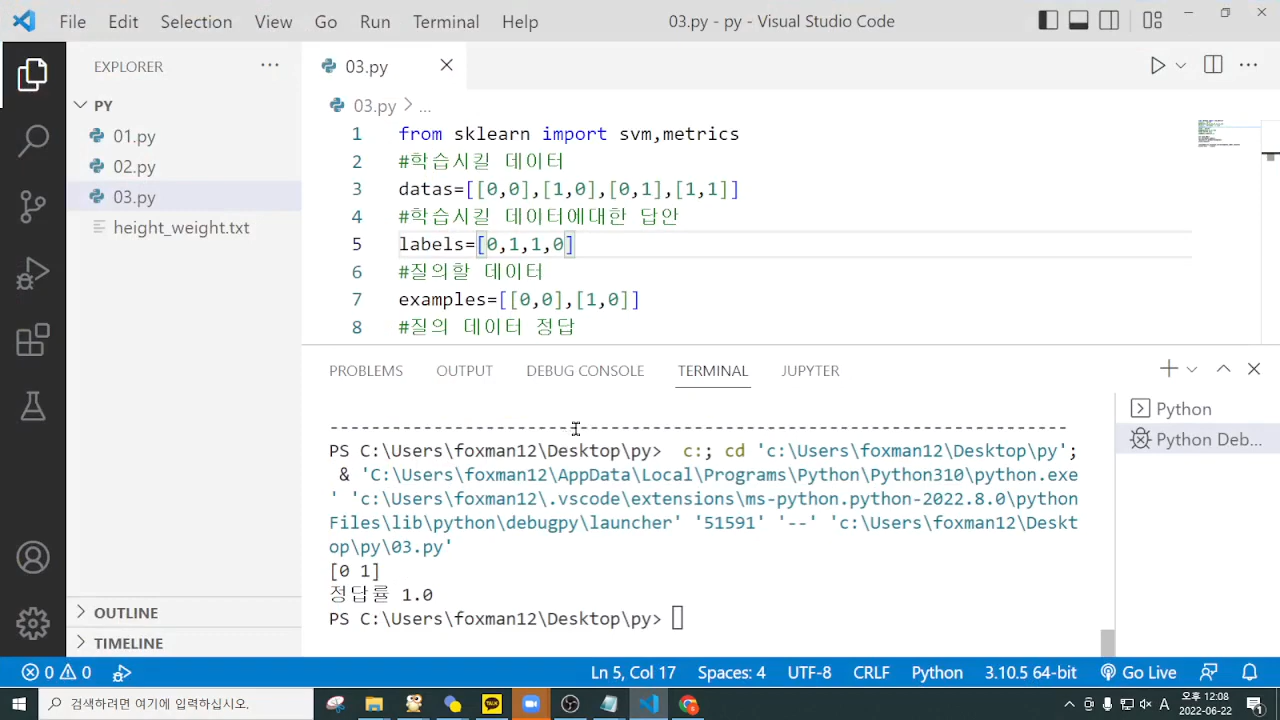 File Edit Selection View Go Run Terminal Help 03.py - py - Visual Studio Code
EXPLORER
03.py
PY
01.py
02.py
03.py
height_weight.txt
OUTLINE
TIMELINE
03.py > ...
1 from sklearn import svm,metrics
2 #학습시킬 데이터
3 datas=[[0,0],[1,0],[0,1],[1,1]]
4 #학습시킬 데이터에대한 답안
5 labels=[0,1,1,0]
6 #질의할 데이터
7 examples=[[0,0],[1,0]]
8 #질의 데이터 정답
PROBLEMS OUTPUT DEBUG CONSOLE TERMINAL JUPYTER
Python
Python Deb...
-----------------------------------------------------------------------
PS C:\Users\foxman12\Desktop\py>  c:; cd 'c:\Users\foxman12\Desktop\py';
& 'C:\Users\foxman12\AppData\Local\Programs\Python\Python310\python.exe
' 'c:\Users\foxman12\.vscode\extensions\ms-python.python-2022.8.0\python
Files\lib\python\debugpy\launcher' '51591' '--' 'c:\Users\foxman12\Deskt
op\py\03.py'
[0 1]
정답률 1.0
PS C:\Users\foxman12\Desktop\py>
0 0 Ln 5, Col 17 Spaces: 4 UTF-8 CRLF Python 3.10.5 64-bit Go Live
검색하려면 여기에 입력하십시오.
TALK
A
오후 12:08
2022-06-22
1